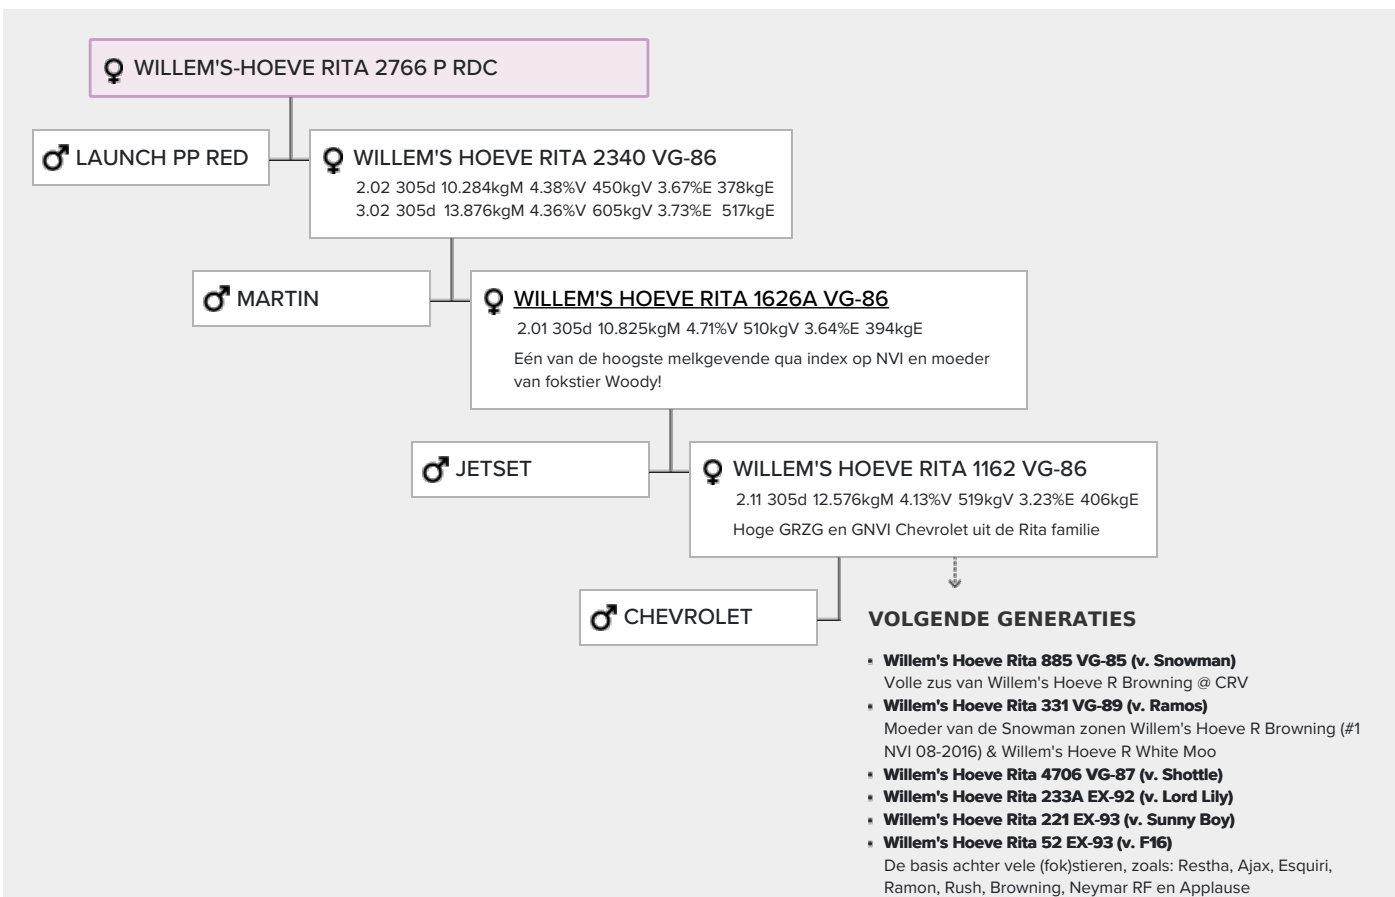 WILLEM'S-HOEVE RITA 2766 P RDC
LAUNCH PP RED
WILLEM'S HOEVE RITA 2340 VG-86
2.02 305d 10.284kgM 4.38%V 450kgV 3.67%E 378kgE
3.02 305d 13.876kgM 4.36%V 605kgV 3.73%E 517kgE
MARTIN
WILLEM'S HOEVE RITA 1626A VG-86
2.01 305d 10.825kgM 4.71%V 510kgV 3.64%E 394kgE
Eén van de hoogste melkgevende qua index op NVI en moeder
van fokstier Woody!
JETSET
WILLEM'S HOEVE RITA 1162 VG-86
2.11 305d 12.576kgM 4.13%V 519kgV 3.23%E 406kgE
Hoge GRZG en GNVI Chevrolet uit de Rita familie
CHEVROLET
VOLGENDE GENERATIES
Willem's Hoeve Rita 885 VG-85 (v. Snowman)
Volle zus van Willem's Hoeve R Browning @ CRV
Willem's Hoeve Rita 331 VG-89 (v. Ramos)
Moeder van de Snowman zonen Willem's Hoeve R Browning (#1
NVI 08-2016) & Willem's Hoeve R White Moo
Willem's Hoeve Rita 4706 VG-87 (v. Shottle)
Willem's Hoeve Rita 233A EX-92 (v. Lord Lily)
Willem's Hoeve Rita 221 EX-93 (v. Sunny Boy)
Willem's Hoeve Rita 52 EX-93 (v. F16)
De basis achter vele (fok)stieren, zoals: Restha, Ajax, Esquiri,
Ramon, Rush, Browning, Neymar RF en Applause